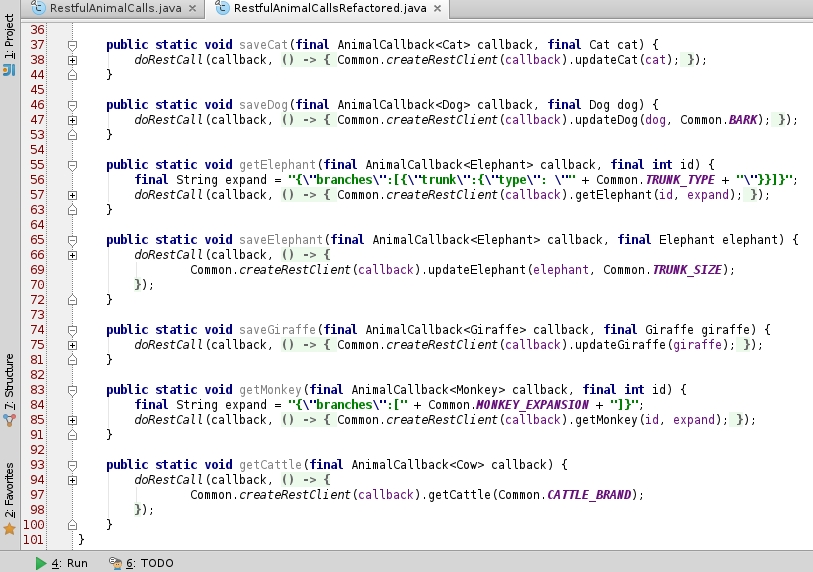 RestfulAnimalCalls.java × RestfulAnimalCallsRefactored.java ×
1: Project
7: Structure
2: Favorites
36
37 public static void saveCat(final AnimalCallback<Cat> callback, final Cat cat) {
38 doRestCall(callback, () -> { Common.createRestClient(callback).updateCat(cat); });
44 }
45
46 public static void saveDog(final AnimalCallback<Dog> callback, final Dog dog) {
47 doRestCall(callback, () -> { Common.createRestClient(callback).updateDog(dog, Common.BARK); });
53 }
54
55 public static void getElephant(final AnimalCallback<Elephant> callback, final int id) {
56 final String expand = "{\"branches\":[{\"trunk\":{\"type\": \"" + Common.TRUNK_TYPE + "\"}}]}";
57 doRestCall(callback, () -> { Common.createRestClient(callback).getElephant(id, expand); });
63 }
64
65 public static void saveElephant(final AnimalCallback<Elephant> callback, final Elephant elephant) {
66 doRestCall(callback, () -> {
69 Common.createRestClient(callback).updateElephant(elephant, Common.TRUNK_SIZE);
70 });
72 }
73
74 public static void saveGiraffe(final AnimalCallback<Giraffe> callback, final Giraffe giraffe) {
75 doRestCall(callback, () -> { Common.createRestClient(callback).updateGiraffe(giraffe); });
81 }
82
83 public static void getMonkey(final AnimalCallback<Monkey> callback, final int id) {
84 final String expand = "{\"branches\":[" + Common.MONKEY_EXPANSION + "]}";
85 doRestCall(callback, () -> { Common.createRestClient(callback).getMonkey(id, expand); });
91 }
92
93 public static void getCattle(final AnimalCallback<Cow> callback) {
94 doRestCall(callback, () -> {
97 Common.createRestClient(callback).getCattle(Common.CATTLE_BRAND);
98 });
100 }
101 }
4: Run 6: TODO